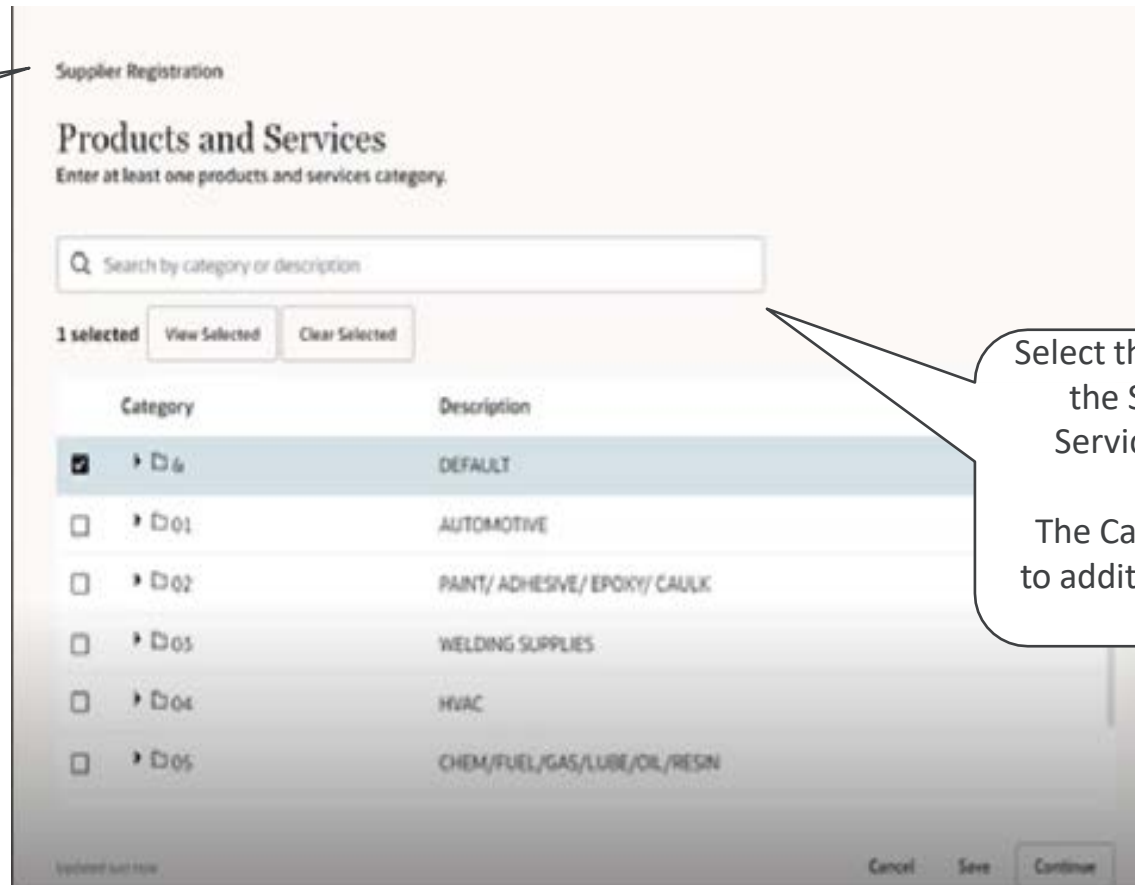 Supplier Registration
Products and Services
Enter at least one products and services category.
Search by category or description
1 selected View Selected Clear Selected
Category Description
& DEFAULT
01 AUTOMOTIVE
02 PAINT/ ADHESIVE/ EPOXY/ CAULK
03 WELDING SUPPLIES
04 HVAC
05 CHEM/FUEL/GAS/LUBE/OIL/RESIN
Updated just now Cancel Save Continue
Select th
the S
Servic
The Ca
to addit